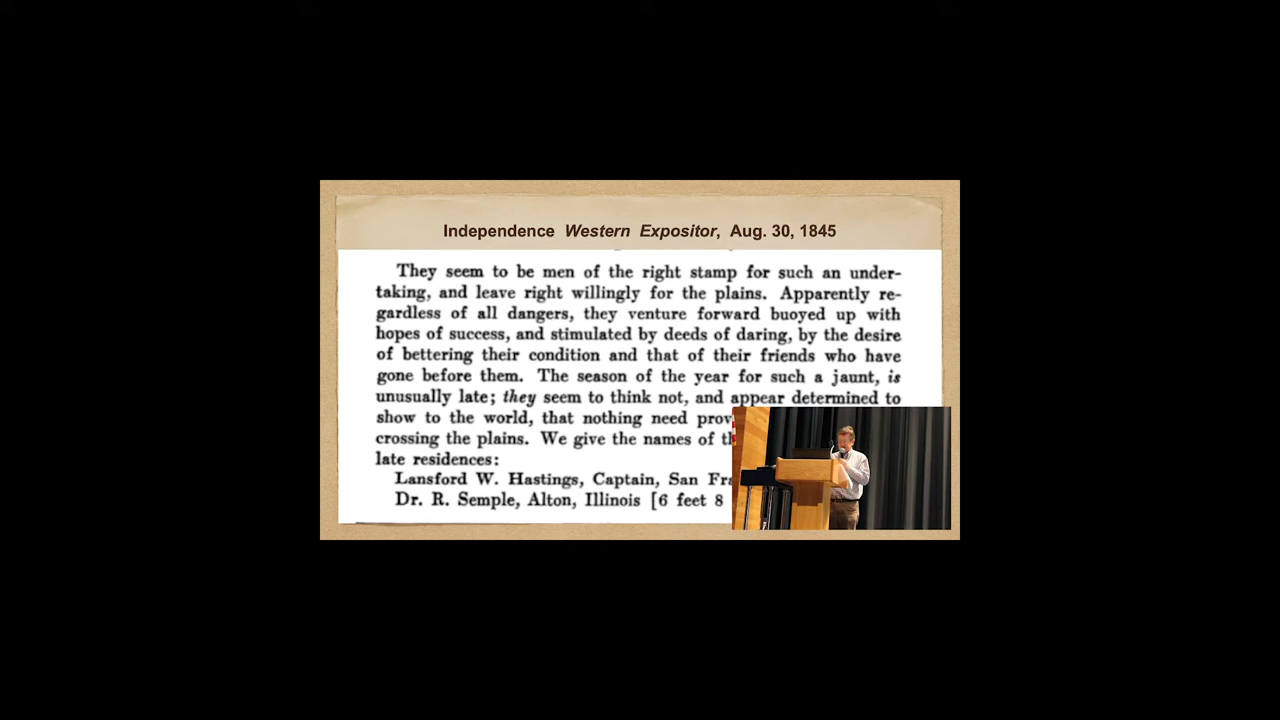 Independence Western Expositor, Aug. 30, 1845
They seem to be men of the right stamp for such an under-
taking, and leave right willingly for the plains. Apparently re-
gardless of all dangers, they venture forward buoyed up with
hopes of success, and stimulated by deeds of daring, by the desire
of bettering their condition and that of their friends who have
gone before them. The season of the year for such a jaunt, is
unusually late; they seem to think not, and appear determined to
show to the world, that nothing need
crossing the plains. We give the names of
late residences:
Lansford W. Hastings, Captain, San
Dr. R. Semple, Alton, Illinois [6 feet 8